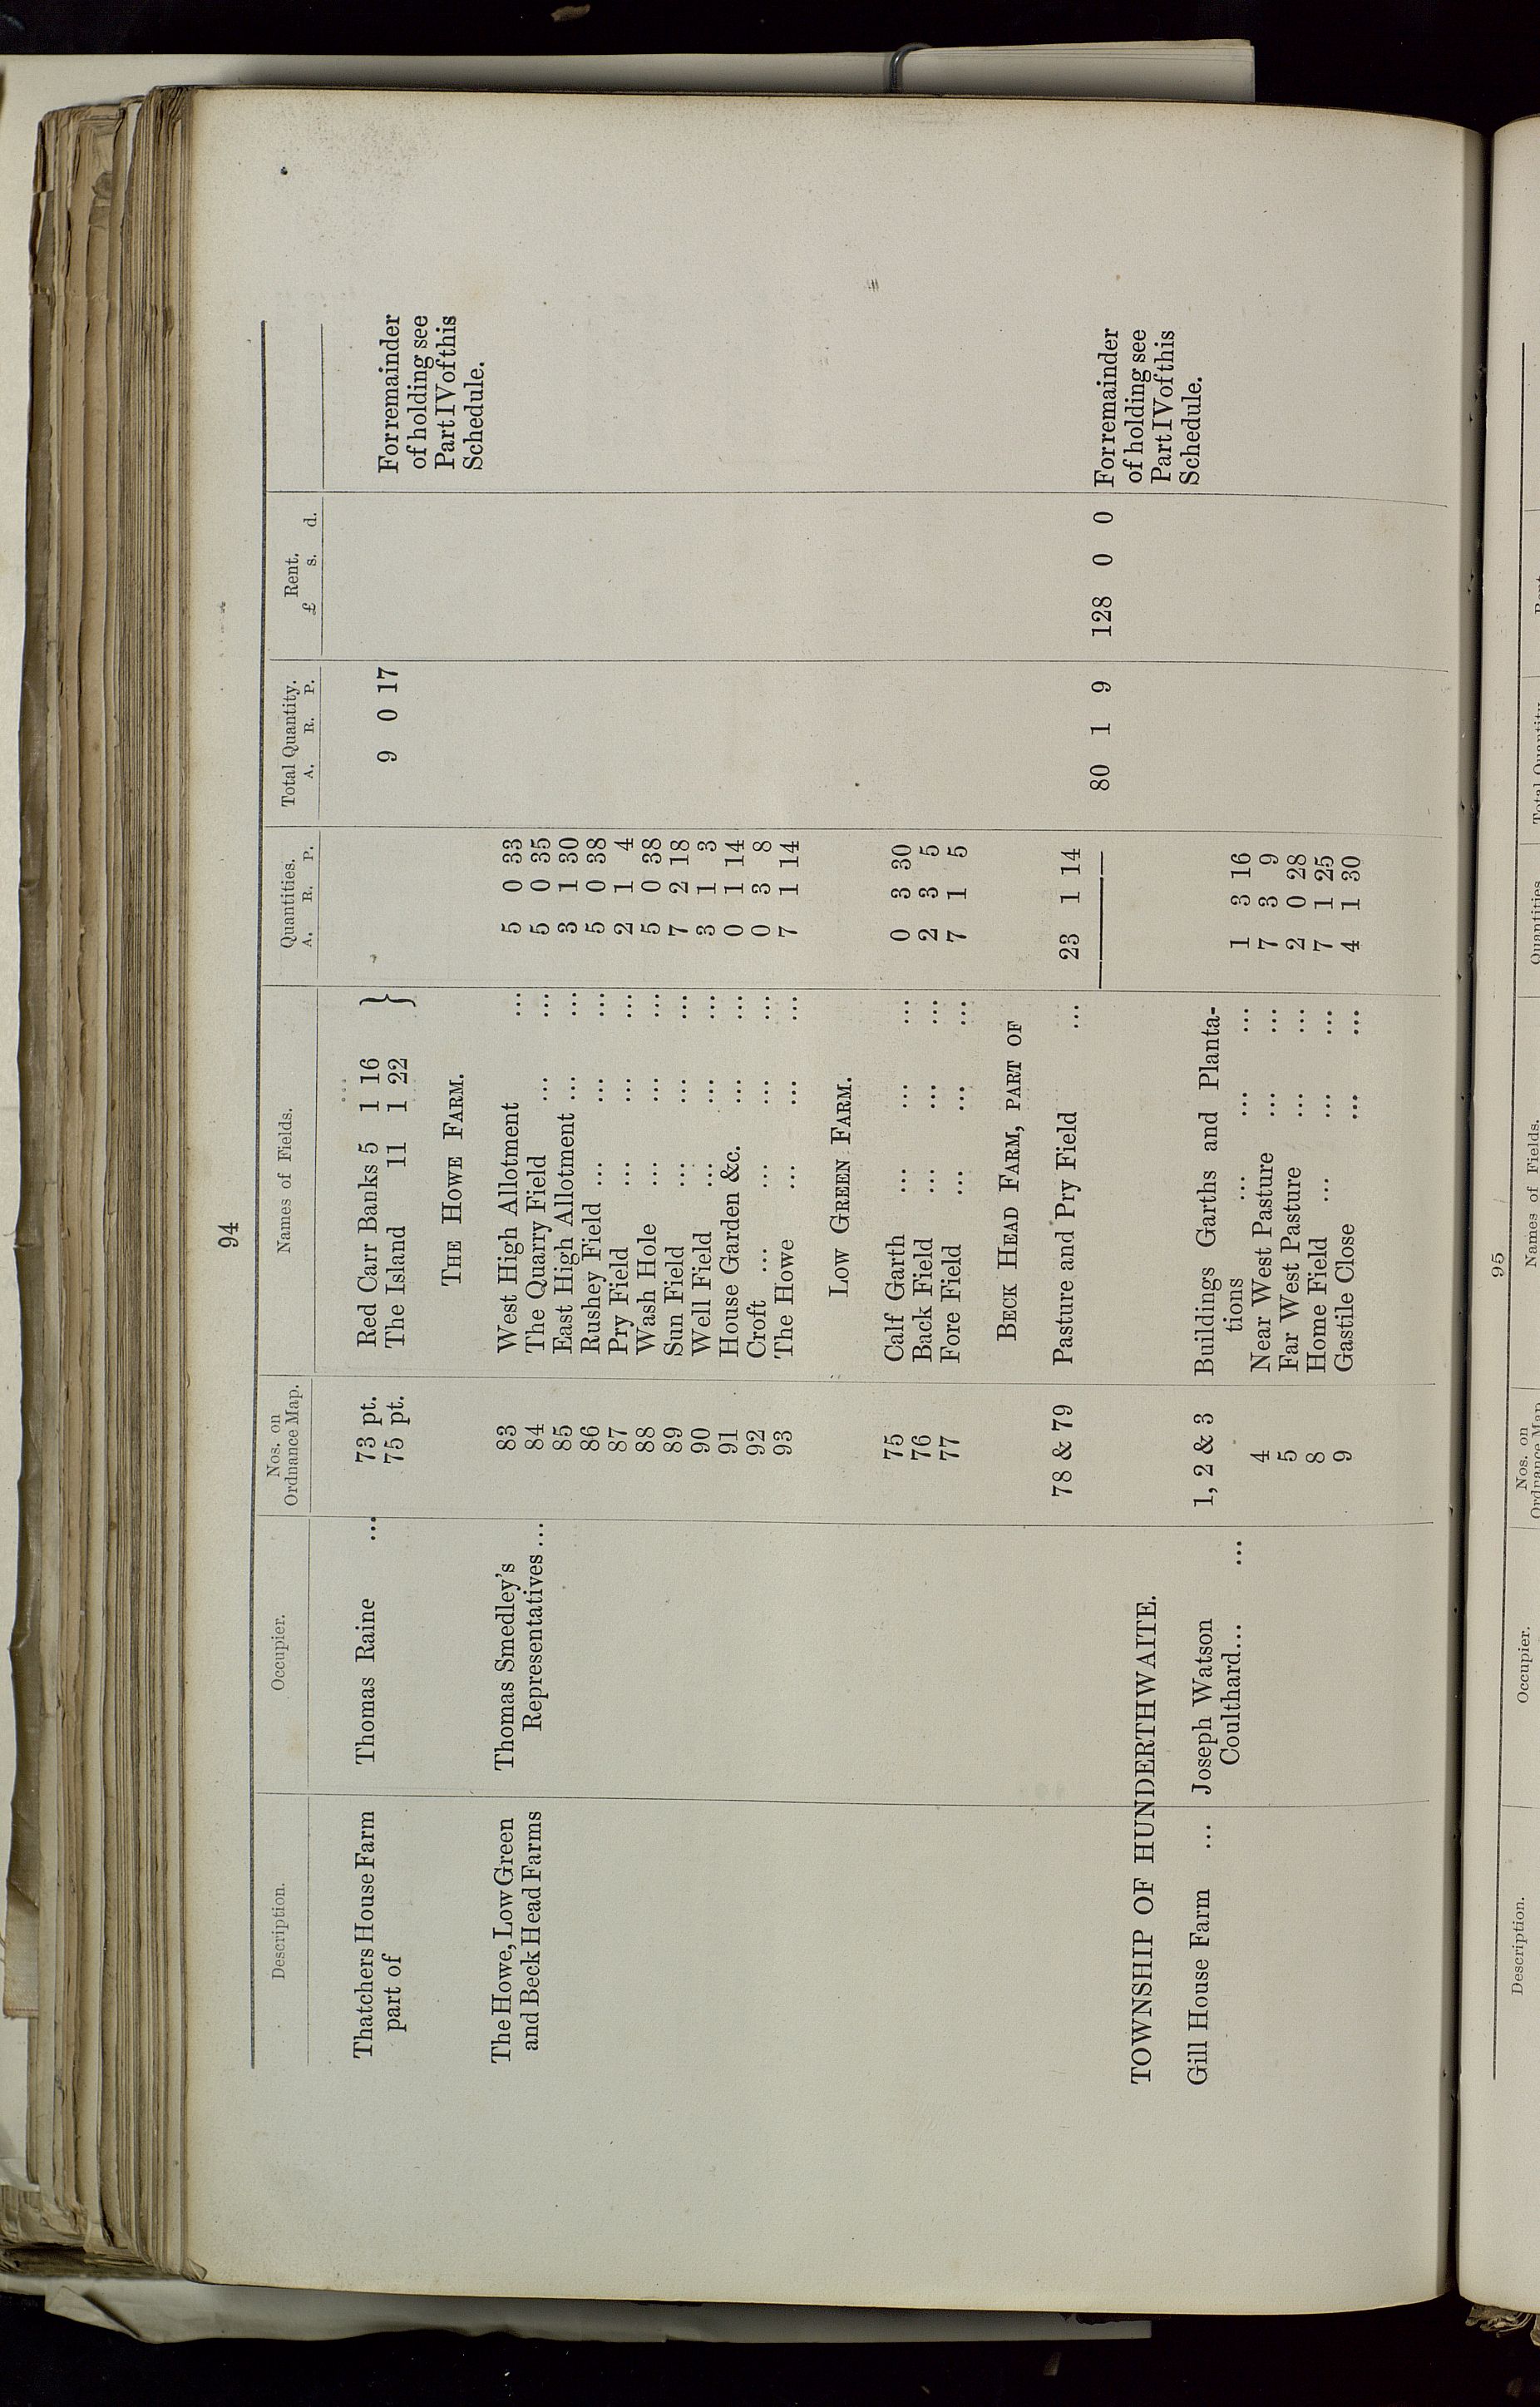 94
Description. Occupier. Nos. on Ordnance Map. Names of Fields. Quantities. Total Quantity. Rent.
A. R. P. A. R. P. £ s. d.
Thatchers House Farm Thomas Raine ... 73 pt. Red Carr Banks 5 1 16 }
part of 75 pt. The Island 11 1 22 9 0 17 For remainder
of holding see
Part IV of this
Schedule.
THE HOWE FARM.
The Howe, Low Green Thomas Smedley's 83 West High Allotment ... 5 0 33
and Beck Head Farms Representatives ... 84 The Quarry Field ... ... 5 0 35
85 East High Allotment ... ... 3 1 30
86 Rushey Field ... ... ... 5 0 38
87 Pry Field ... ... ... 2 1 4
88 Wash Hole ... ... ... 5 0 38
89 Sun Field ... ... ... 7 2 18
90 Well Field ... ... ... 3 1 3
91 House Garden &c. ... ... 0 1 14
92 Croft ... ... ... ... 0 3 8
93 The Howe ... ... ... 7 1 14
LOW GREEN FARM.
75 Calf Garth ... ... ... 0 3 30
76 Back Field ... ... ... 2 3 5
77 Fore Field ... ... ... 7 1 5
BECK HEAD FARM, PART OF
78 & 79 Pasture and Pry Field ... 23 1 14
80 1 9 128 0 0 For remainder
of holding see
Part IV of this
Schedule.
TOWNSHIP OF HUNDERTHWAITE.
Gill House Farm ... Joseph Watson 1, 2 & 3 Buildings Garths and Planta-
Coulthard... ... tions ... ... ... 1 3 16
4 Near West Pasture ... ... 7 3 9
5 Far West Pasture ... ... 2 0 28
8 Home Field ... ... ... 7 1 25
9 Gastile Close ... ... 4 1 30
95
Description. Occupier. Nos. on Names of Fields. Quantities